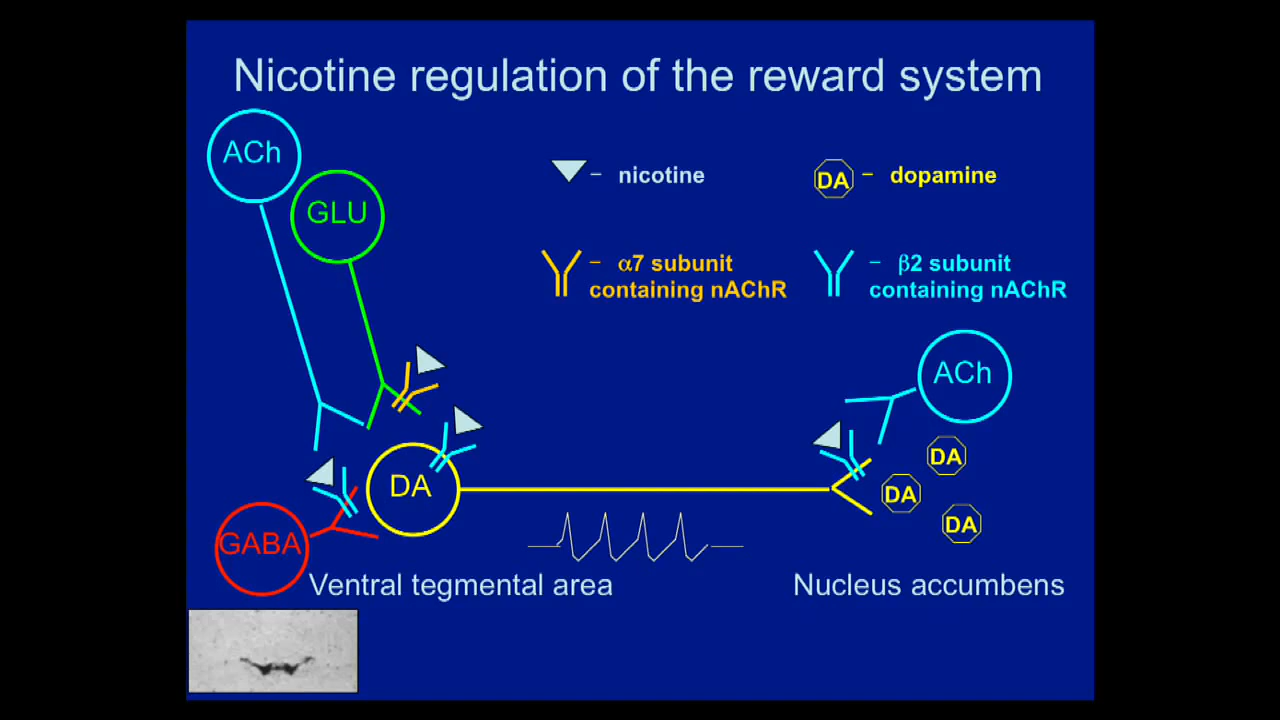 Nicotine regulation of the reward system
ACh
GLU
– nicotine
DA – dopamine
– α7 subunit
containing nAChR
– β2 subunit
containing nAChR
ACh
DA
DA
DA
DA
GABA
Ventral tegmental area
Nucleus accumbens